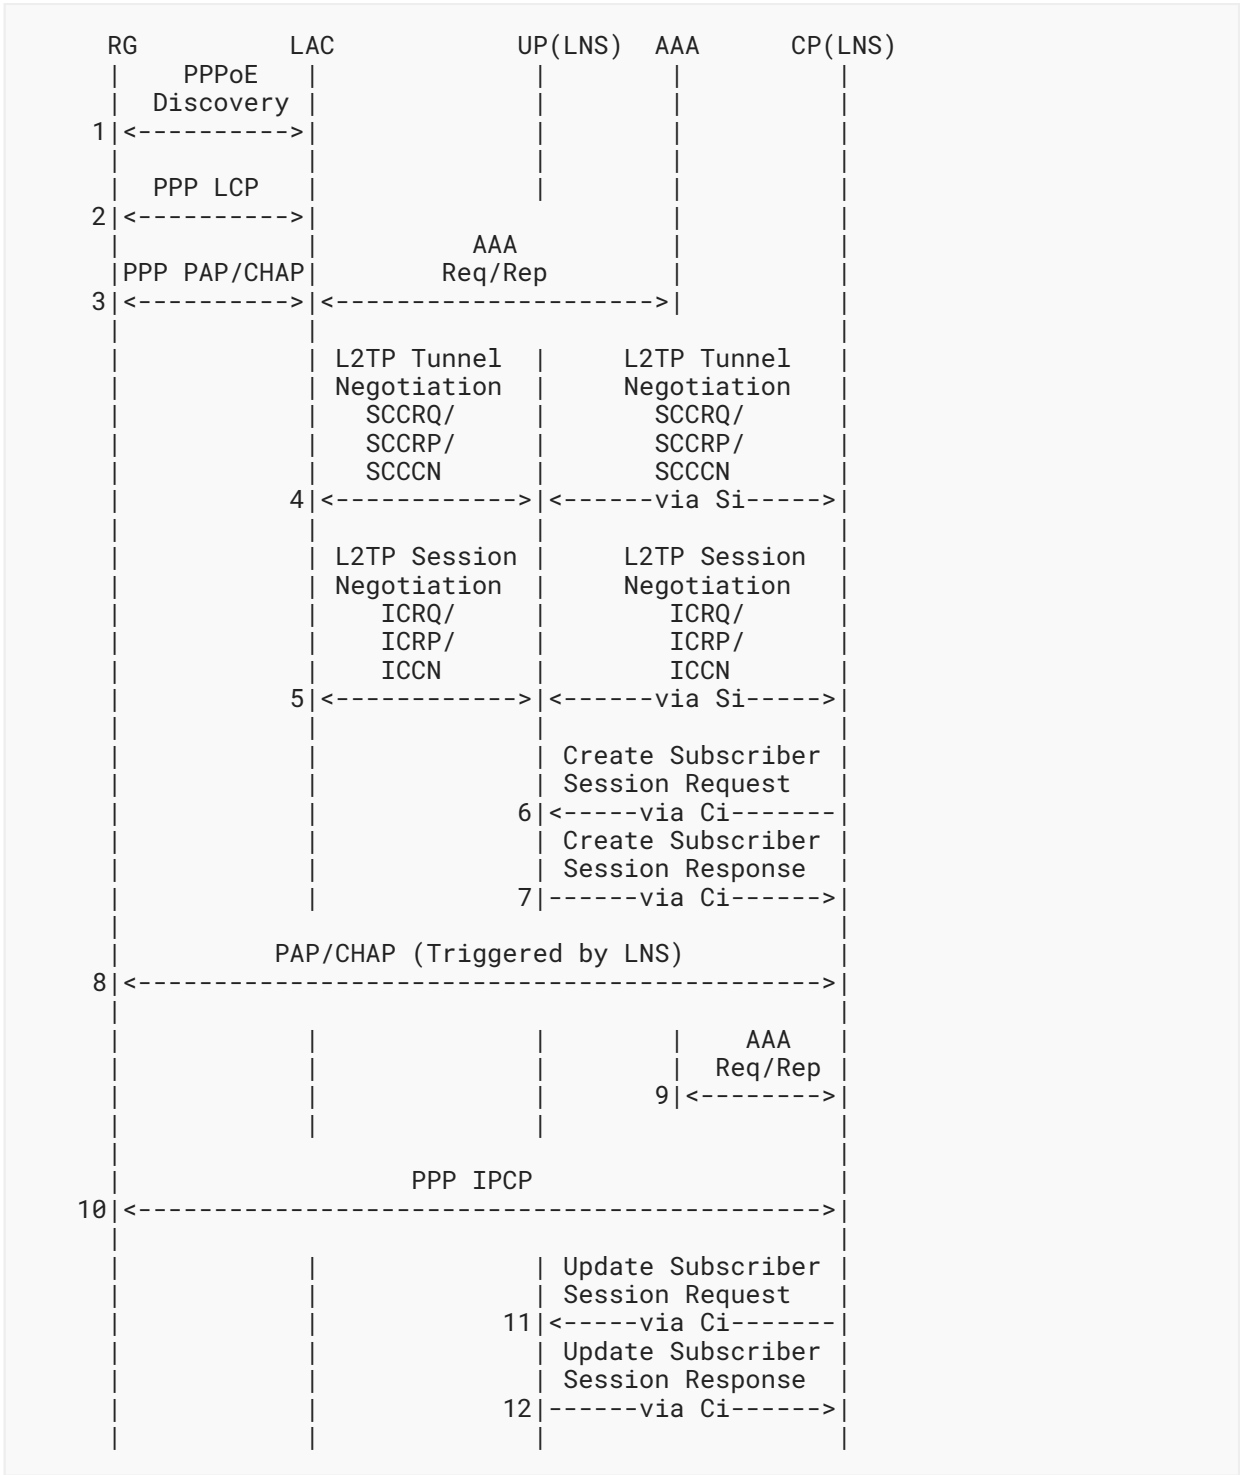 RG LAC UP(LNS) AAA CP(LNS)
| PPPoE | | | |
| Discovery | | | |
1|<---------->| | | |
| | | | |
| PPP LCP | | | |
2|<---------->| | |
| | AAA | |
|PPP PAP/CHAP| Req/Rep | |
3|<---------->|<--------------------->| |
| | |
| | L2TP Tunnel | L2TP Tunnel |
| | Negotiation | Negotiation |
| | SCCRQ/ | SCCRQ/ |
| | SCCRP/ | SCCRP/ |
| | SCCCN | SCCCN |
| 4|<------------>|<------via Si----->|
| | | |
| | L2TP Session | L2TP Session |
| | Negotiation | Negotiation |
| | ICRQ/ | ICRQ/ |
| | ICRP/ | ICRP/ |
| | ICCN | ICCN |
| 5|<------------>|<------via Si----->|
| | | |
| | | Create Subscriber |
| | | Session Request |
| | 6|<-----via Ci-------|
| | | Create Subscriber |
| | | Session Response |
| | 7|------via Ci------>|
| |
| PAP/CHAP (Triggered by LNS) |
8|<--------------------------------------------->|
| |
| | | | AAA |
| | | | Req/Rep |
| | | 9|<-------->|
| | | |
| |
| PPP IPCP |
10|<--------------------------------------------->|
| |
| | | Update Subscriber |
| | | Session Request |
| | 11|<-----via Ci-------|
| | | Update Subscriber |
| | | Session Response |
| | 12|------via Ci------>|
| | | |